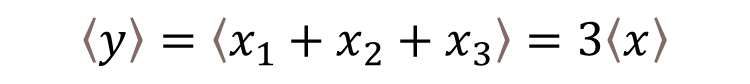 ⟨y⟩ = ⟨x₁ + x₂ + x₃⟩ = 3⟨x⟩